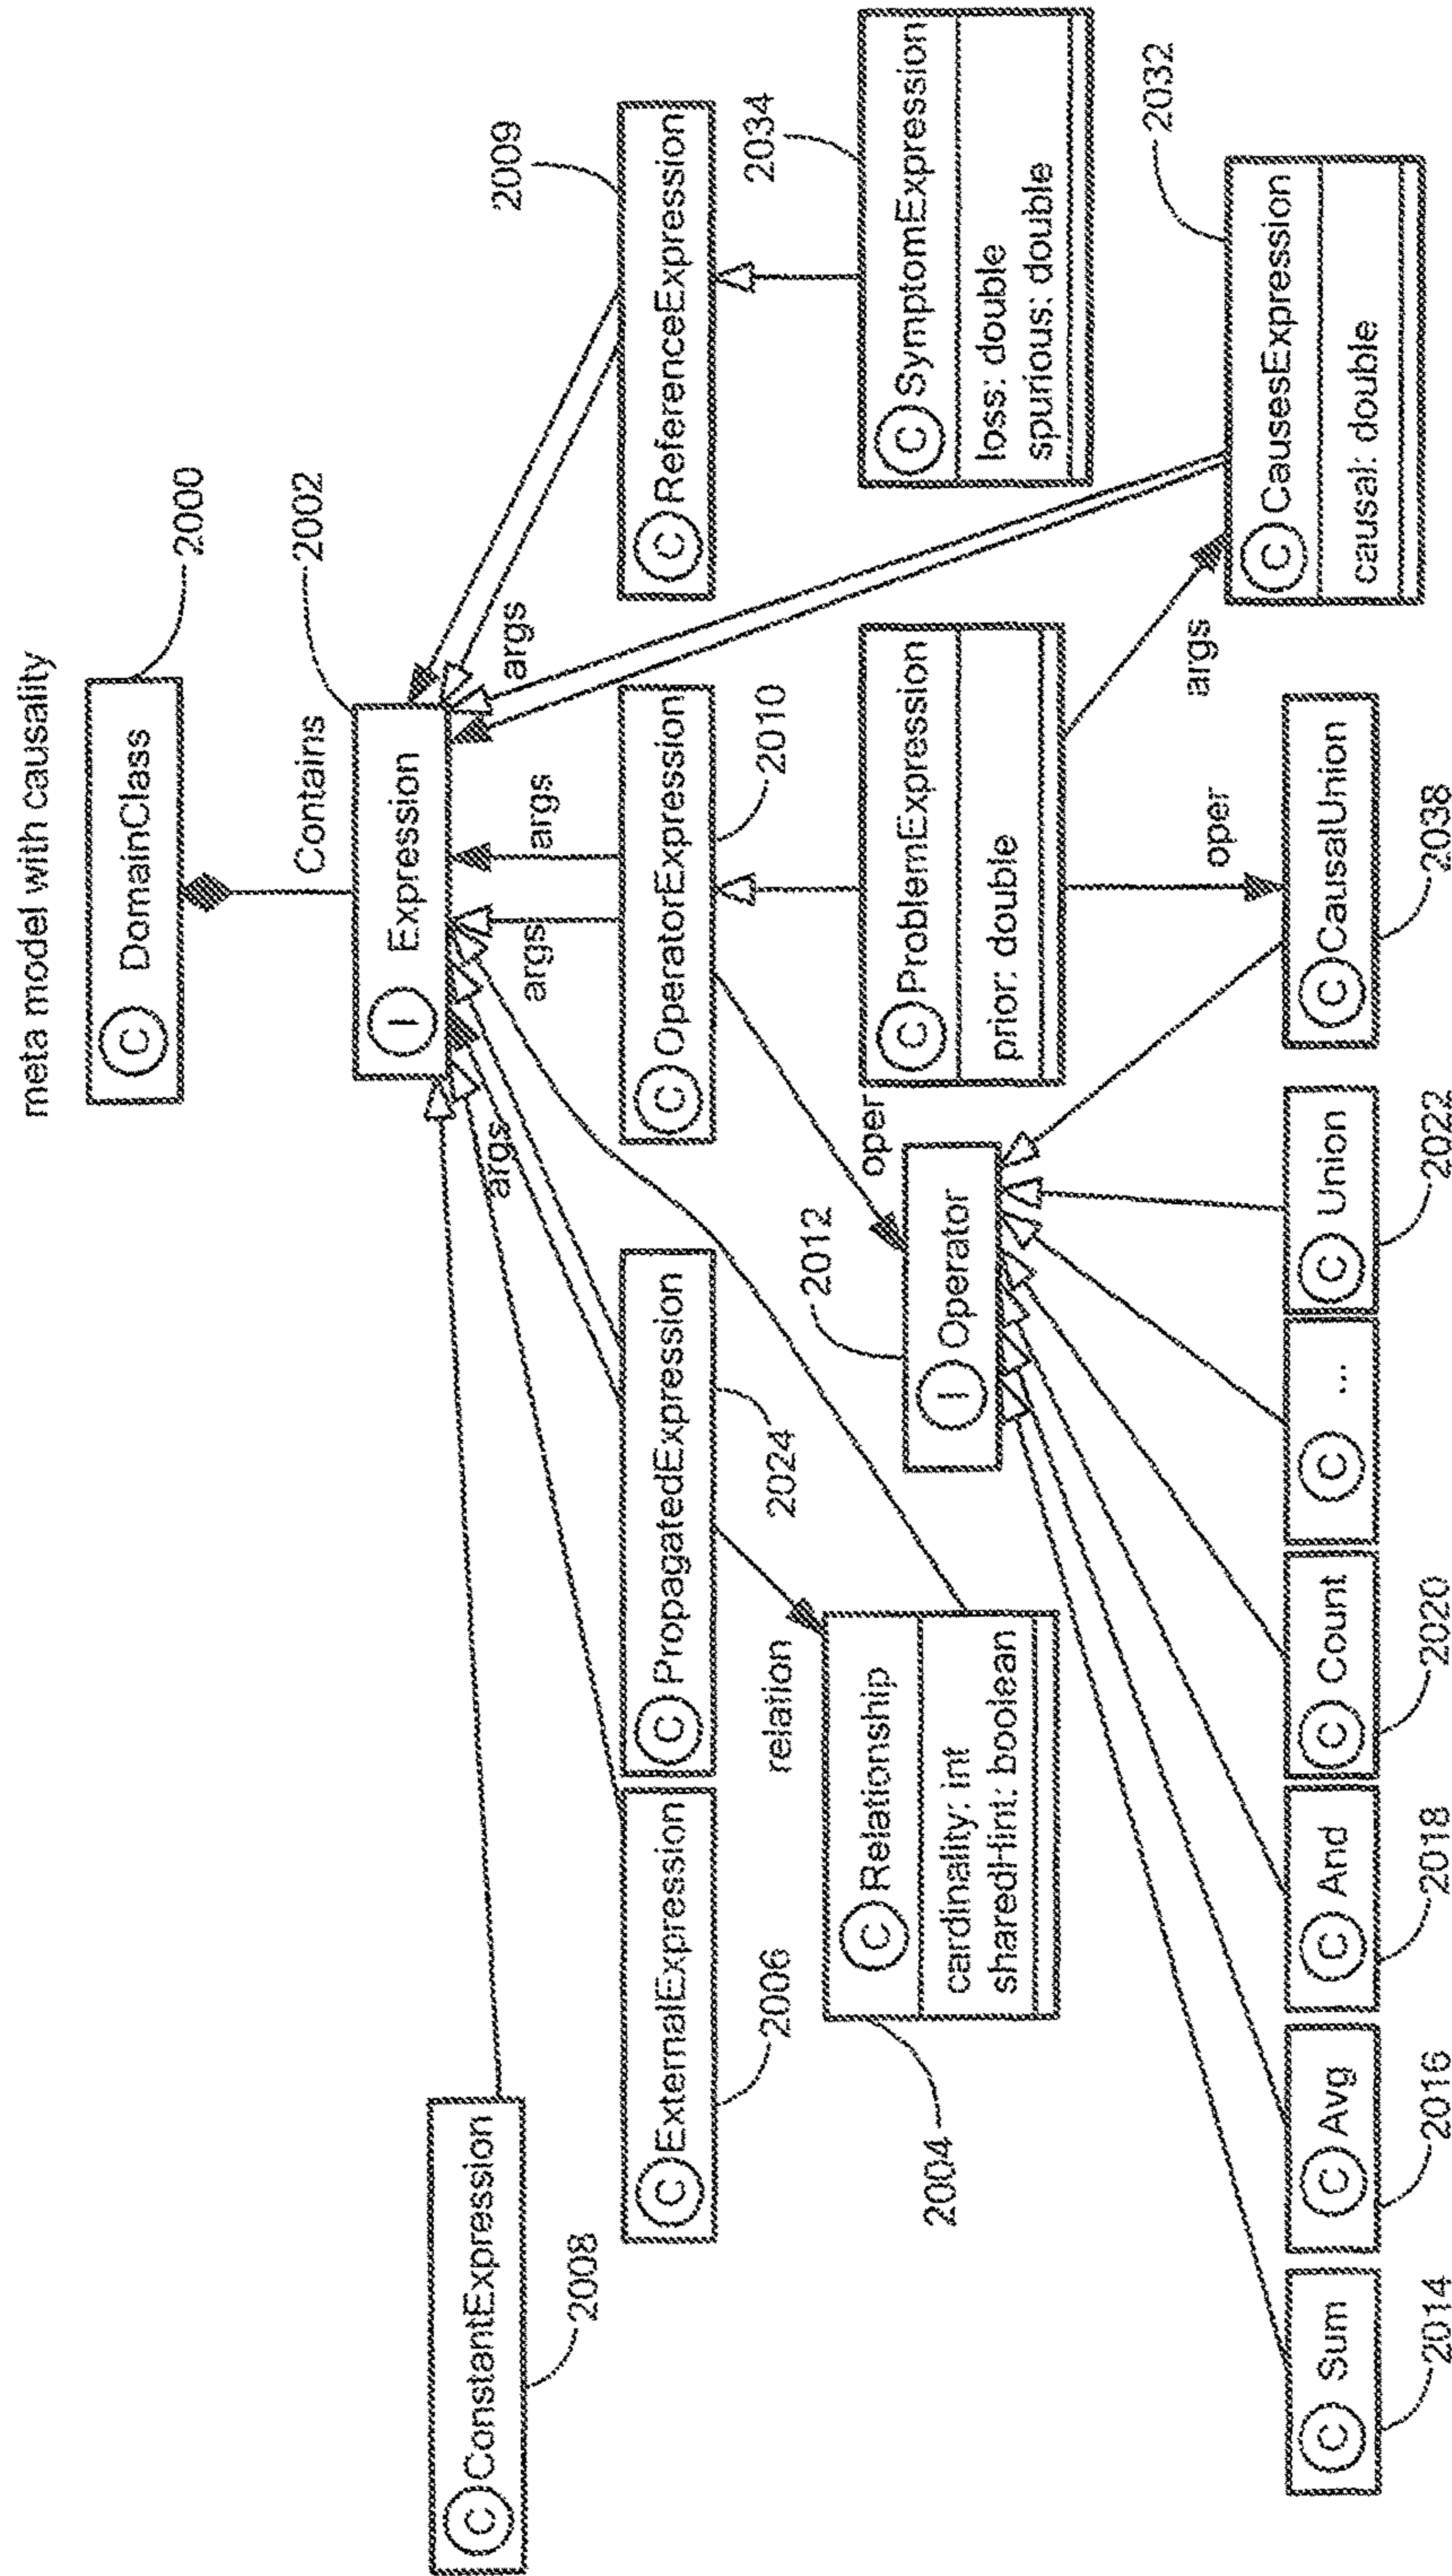 meta model with causality
C DomainClass
2000
Contains
2002
I Expression
args
args
args
args
C ConstantExpression
2008
C ExternalExpression
2006
C PropagatedExpression
2024
C OperatorExpression
2010
C ReferenceExpression
2009
relation
C Relationship
cardinality: int
sharedHint: boolean
2004
2012
I Operator
oper
C ProblemExpression
prior: double
C SymptomExpression
loss: double
spurious: double
2034
oper
args
C Sum
2014
C Avg
2016
C And
2018
C Count
2020
C ...
C Union
2022
C CausalUnion
2038
C CausesExpression
causal: double
2032